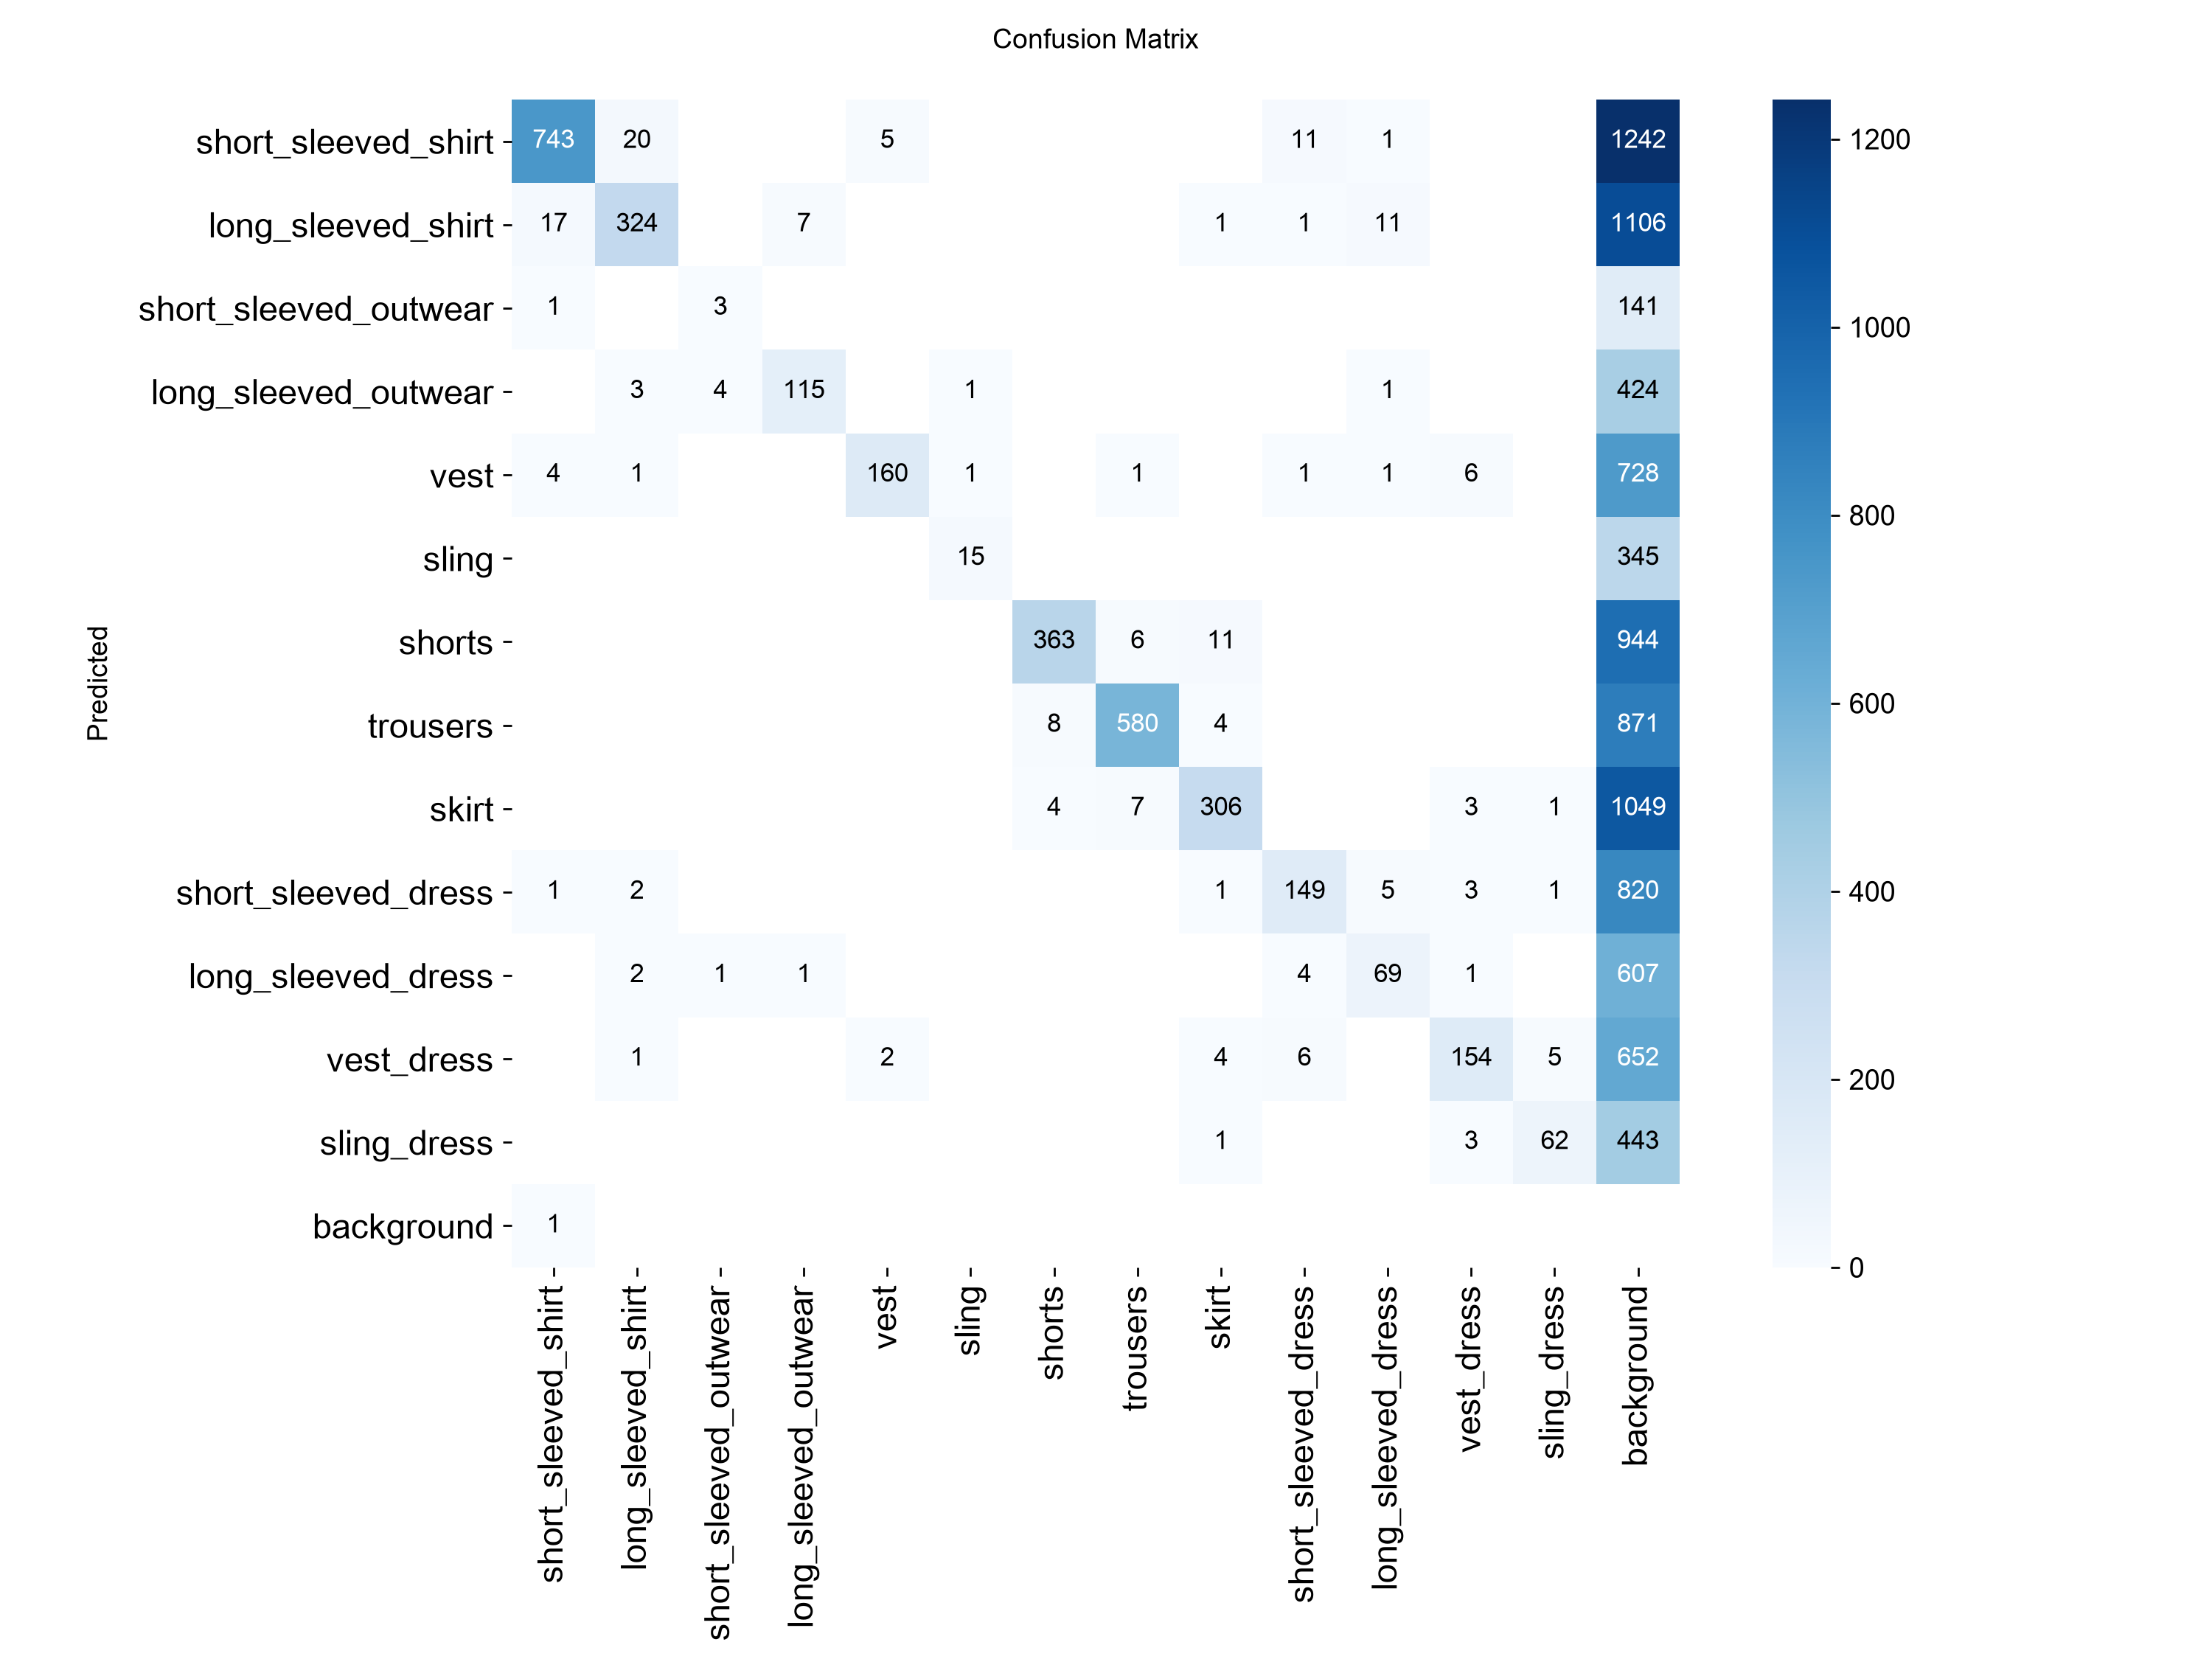 Confusion Matrix
Predicted
short_sleeved_shirt 743 20 5 11 1 1242
long_sleeved_shirt 17 324 7 1 1 11 1106
short_sleeved_outwear 1 3 141
long_sleeved_outwear 3 4 115 1 1 424
vest 4 1 160 1 1 1 1 6 728
sling 15 345
shorts 363 6 11 944
trousers 8 580 4 871
skirt 4 7 306 3 1 1049
short_sleeved_dress 1 2 1 149 5 3 1 820
long_sleeved_dress 2 1 1 4 69 1 607
vest_dress 1 2 4 6 154 5 652
sling_dress 1 3 62 443
background 1
short_sleeved_shirt
long_sleeved_shirt
short_sleeved_outwear
long_sleeved_outwear
vest
sling
shorts
trousers
skirt
short_sleeved_dress
long_sleeved_dress
vest_dress
sling_dress
background
1200
1000
800
600
400
200
0